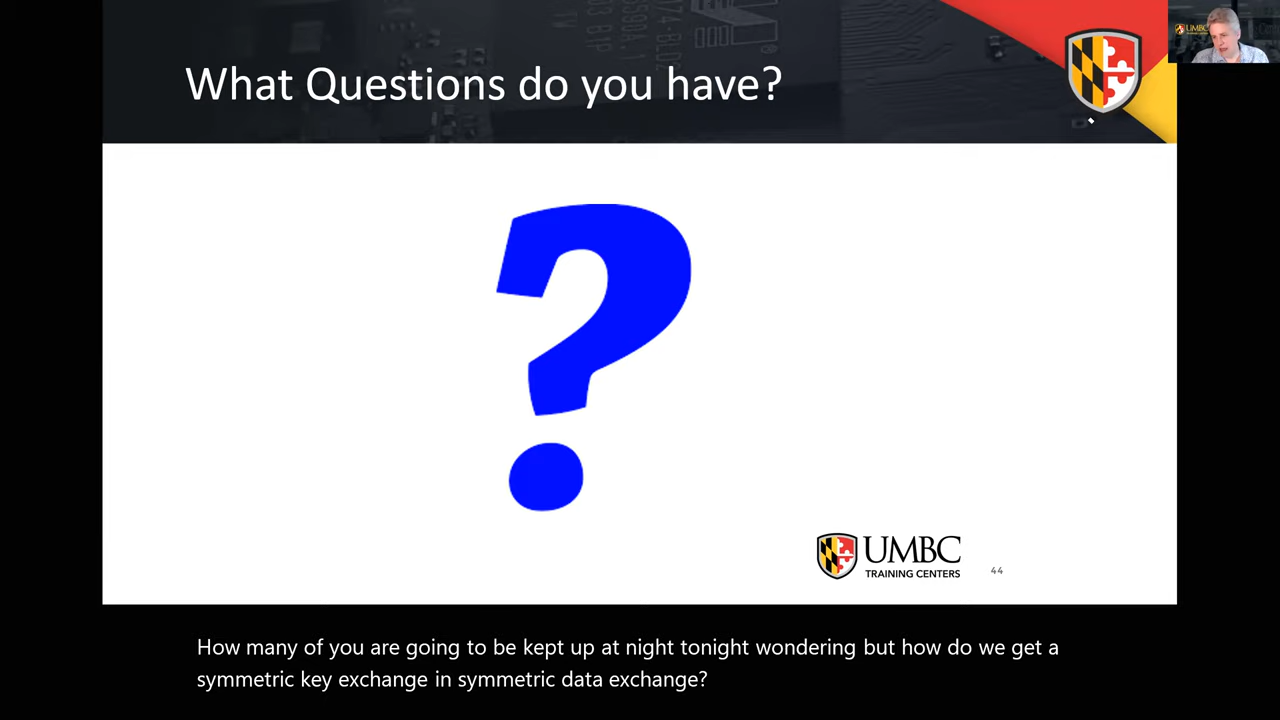 What Questions do you have?
?
UMBC
TRAINING CENTERS
44
UMBC
How many of you are going to be kept up at night tonight wondering but how do we get a
symmetric key exchange in symmetric data exchange?